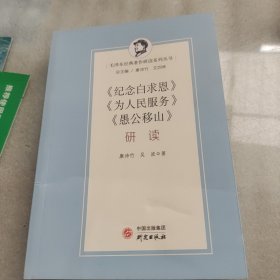 毛泽东经典著作研读系列丛书
《纪念白求恩》
《为人民服务》
《愚公移山》
研读
中国出版集团
研究出版社